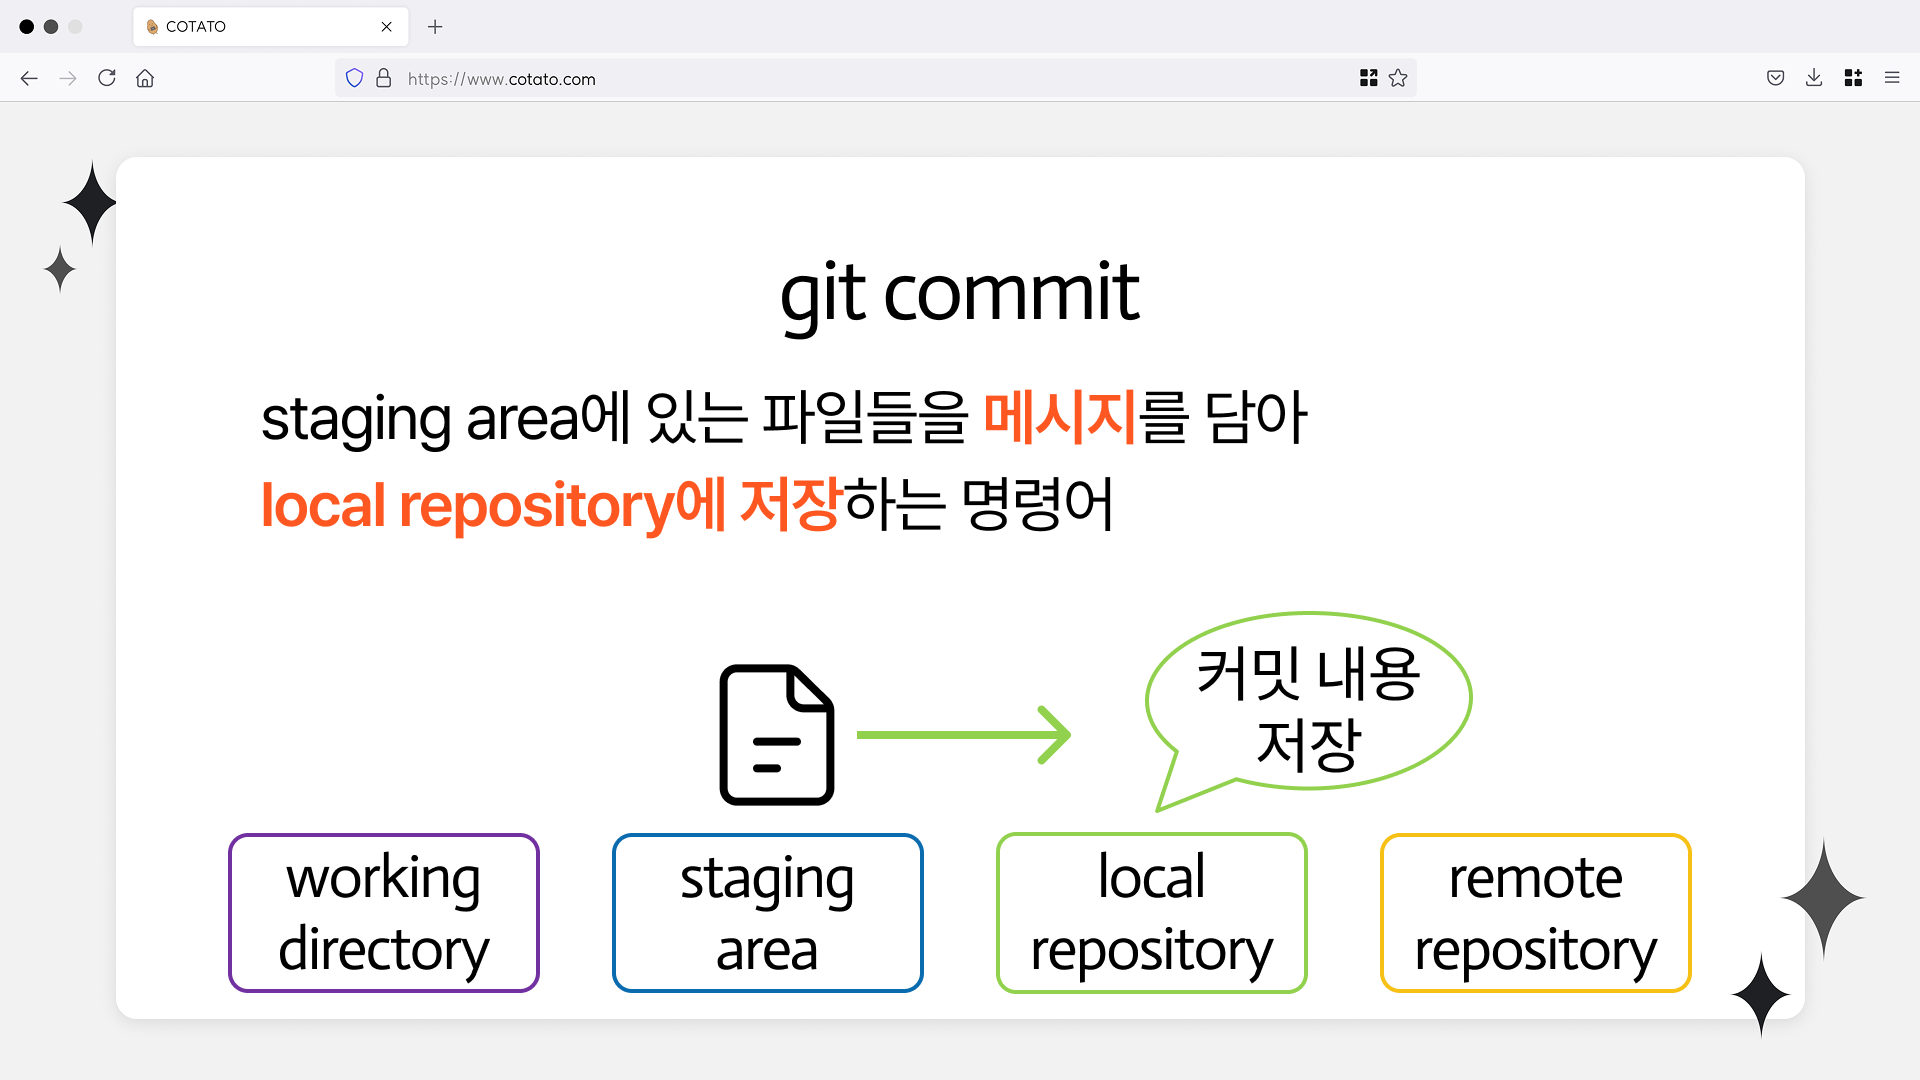 COTATO
https://www.cotato.com
git commit
staging area에 있는 파일들을 메시지를 담아
local repository에 저장하는 명령어
커밋 내용
저장
working
directory
staging
area
local
repository
remote
repository